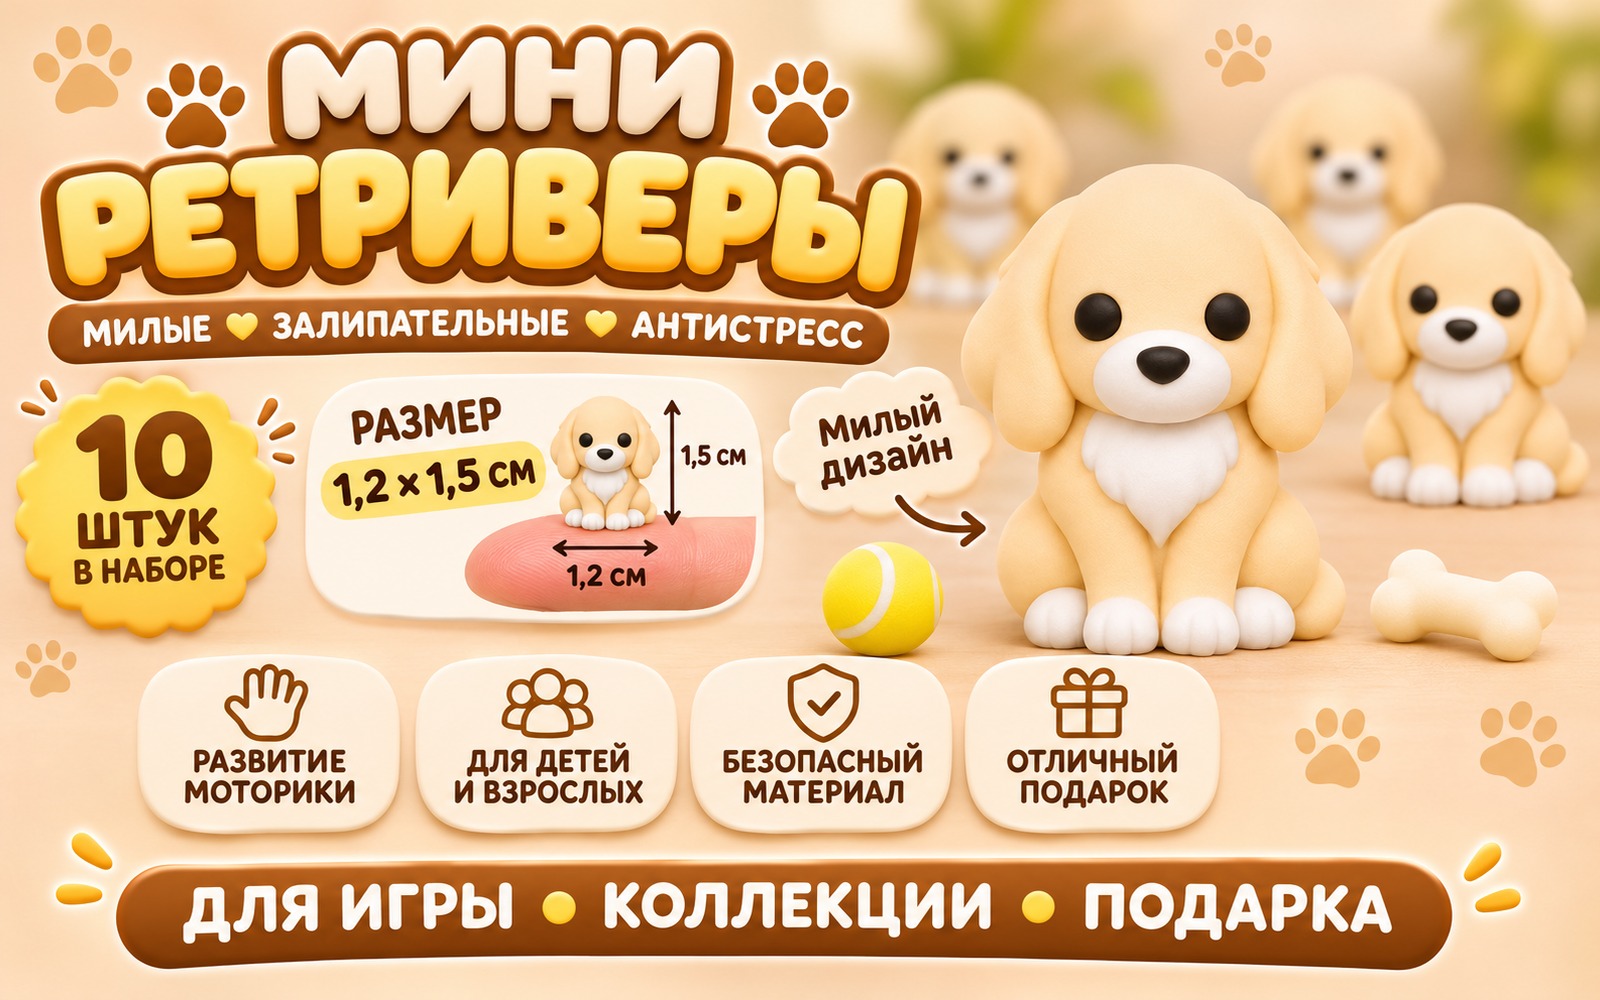 МИНИ
РЕТРИВЕРЫ
МИЛЫЕ 💛 ЗАЛИПАТЕЛЬНЫЕ 💛 АНТИСТРЕСС
10
ШТУК
В НАБОРЕ
РАЗМЕР
1,2 × 1,5 СМ
1,5 СМ
1,2 СМ
Милый
дизайн
РАЗВИТИЕ
МОТОРИКИ
ДЛЯ ДЕТЕЙ
И ВЗРОСЛЫХ
БЕЗОПАСНЫЙ
МАТЕРИАЛ
ОТЛИЧНЫЙ
ПОДАРОК
ДЛЯ ИГРЫ • КОЛЛЕКЦИИ • ПОДАРКА